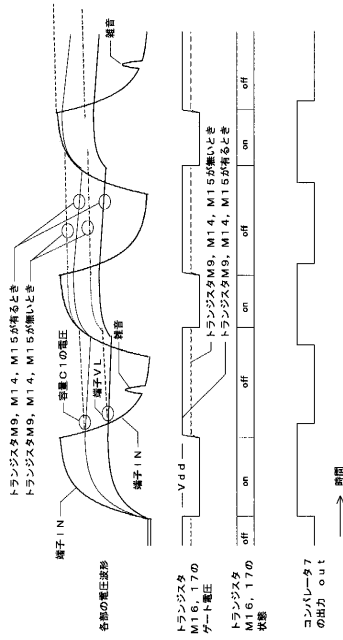 トランジスタM9,M14,M15が有るとき
トランジスタM9,M14,M15が無いとき
容量C1の電圧
端子VL
端子IN
端子IN
雑音
雑音
各部の電圧波形
トランジスタ
M16,17の
ゲート電圧
Vdd
トランジスタM9,M14,M15が無いとき
トランジスタM9,M14,M15が有るとき
トランジスタ
M16,17の
状態
off
on
off
on
off
on
off
コンパレータ7
の出力 out
時間